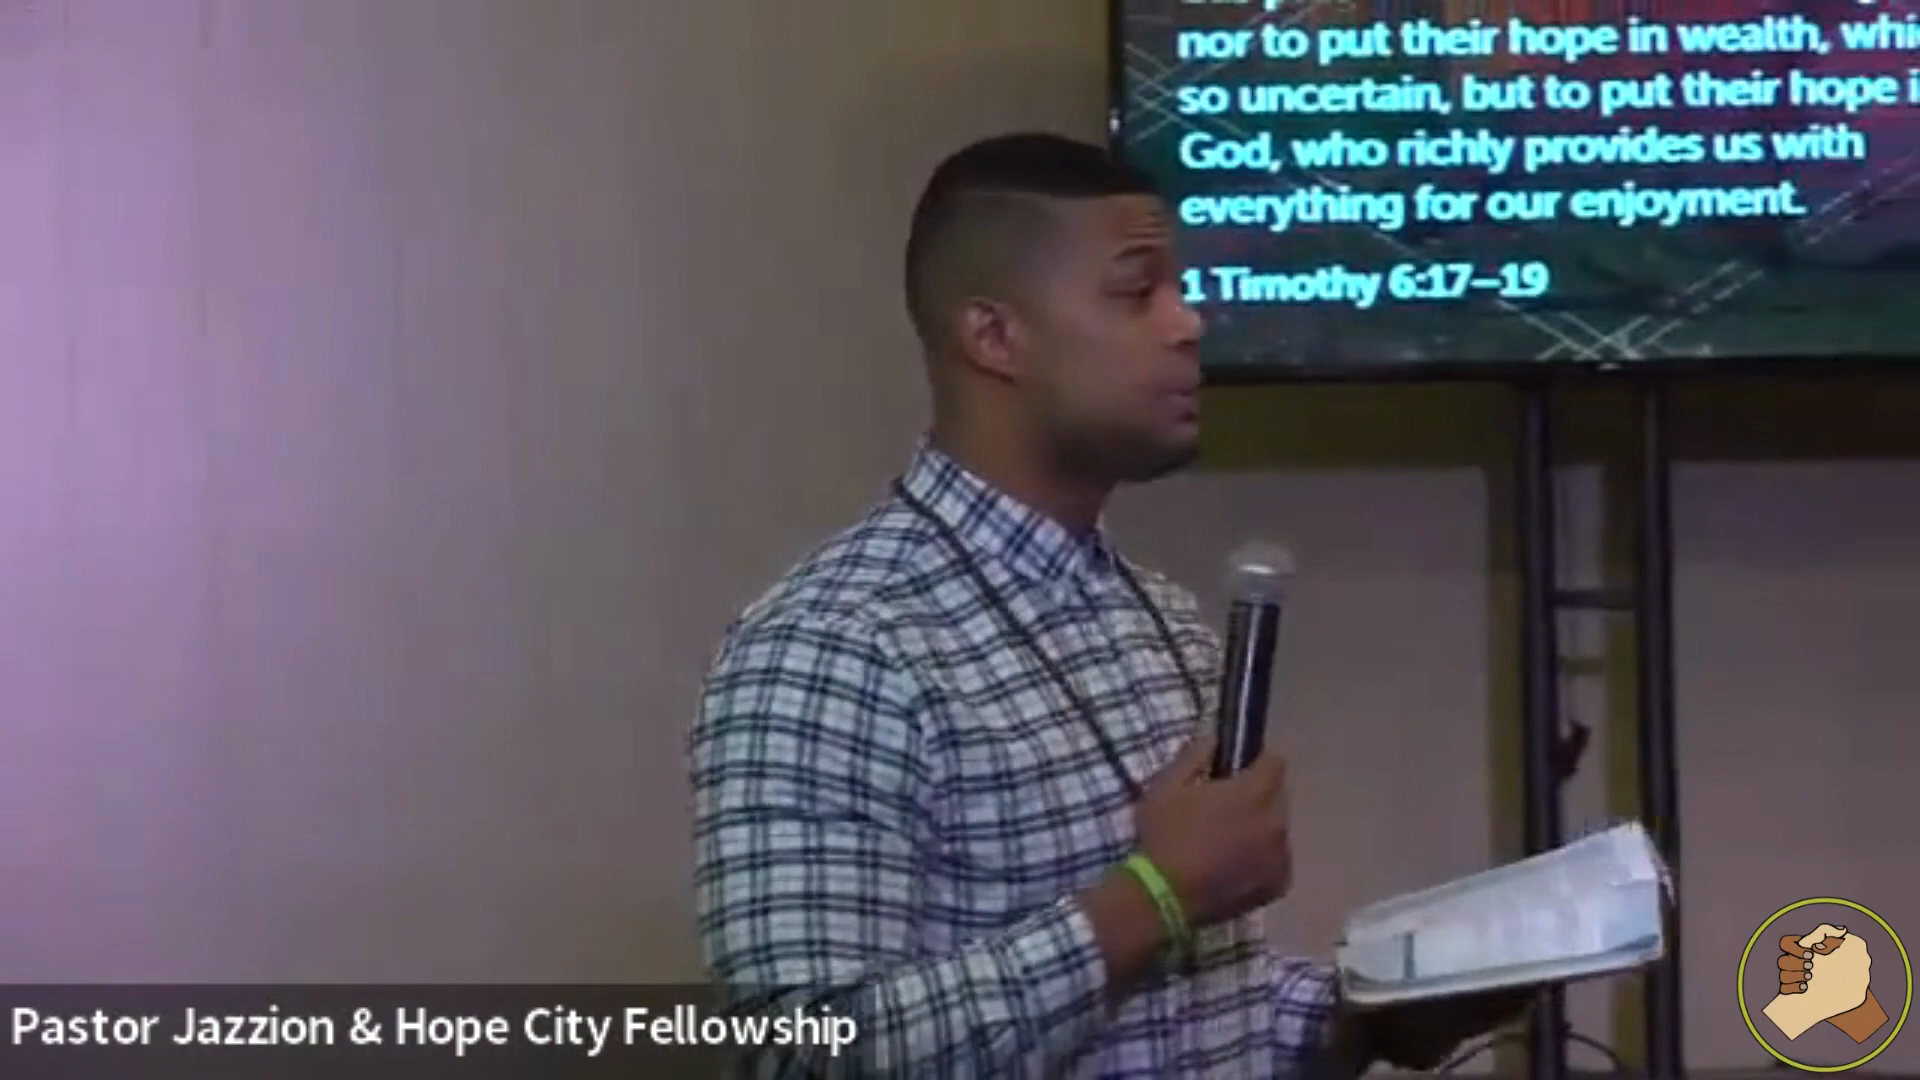 nor to put their hope in wealth,
so uncertain, but to put their hope
God, who richly provides us with
everything for our enjoyment.
1 Timothy 6:17–19
Pastor Jazzion & Hope City Fellowship